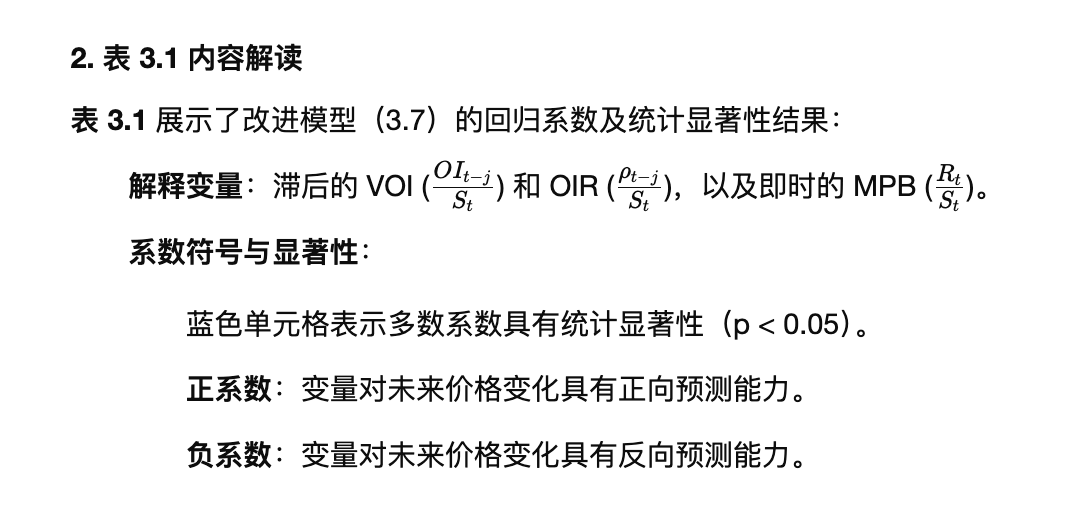 2. 表 3.1 内容解读
表 3.1 展示了改进模型（3.7）的回归系数及统计显著性结果：
解释变量：滞后的 VOI ($\frac{OI_{t-j}}{S_t}$) 和 OIR ($\frac{\rho_{t-j}}{S_t}$)，以及即时的 MPB ($\frac{R_t}{S_t}$)。
系数符号与显著性：
蓝色单元格表示多数系数具有统计显著性（p < 0.05）。
正系数：变量对未来价格变化具有正向预测能力。
负系数：变量对未来价格变化具有反向预测能力。